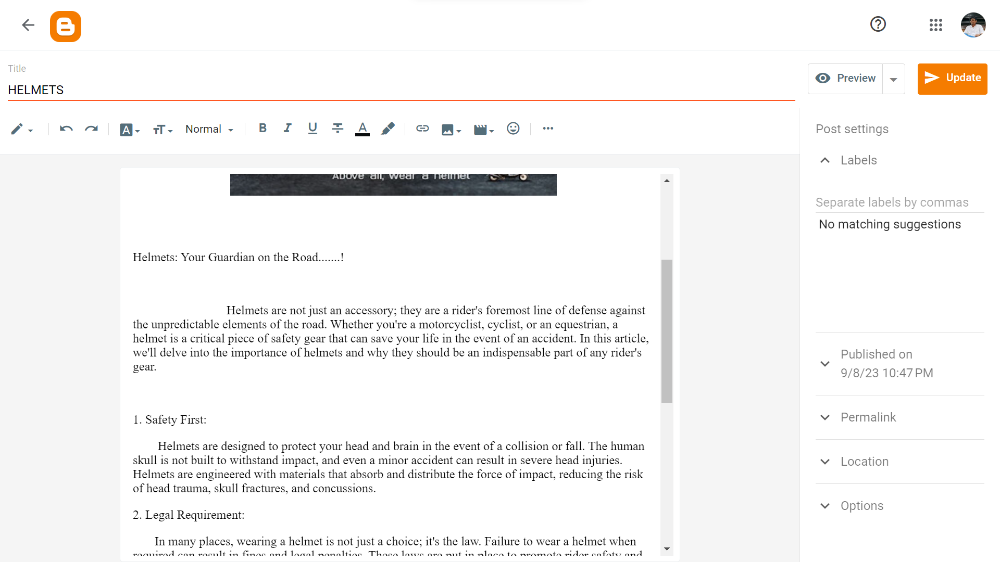 Title
HELMETS
Preview
Update
Normal
Post settings
Labels
Separate labels by commas
No matching suggestions
Above all, Wear a helmet
Helmets: Your Guardian on the Road.......!
Helmets are not just an accessory; they are a rider's foremost line of defense against
the unpredictable elements of the road. Whether you're a motorcyclist, cyclist, or an equestrian, a
helmet is a critical piece of safety gear that can save your life in the event of an accident. In this article,
we'll delve into the importance of helmets and why they should be an indispensable part of any rider's
gear.
1. Safety First:
Helmets are designed to protect your head and brain in the event of a collision or fall. The human
skull is not built to withstand impact, and even a minor accident can result in severe head injuries.
Helmets are engineered with materials that absorb and distribute the force of impact, reducing the risk
of head trauma, skull fractures, and concussions.
2. Legal Requirement:
In many places, wearing a helmet is not just a choice; it's the law. Failure to wear a helmet when
required can result in fines and legal penalties. These laws are put in place to promote rider safety and
Published on
9/8/23 10:47 PM
Permalink
Location
Options